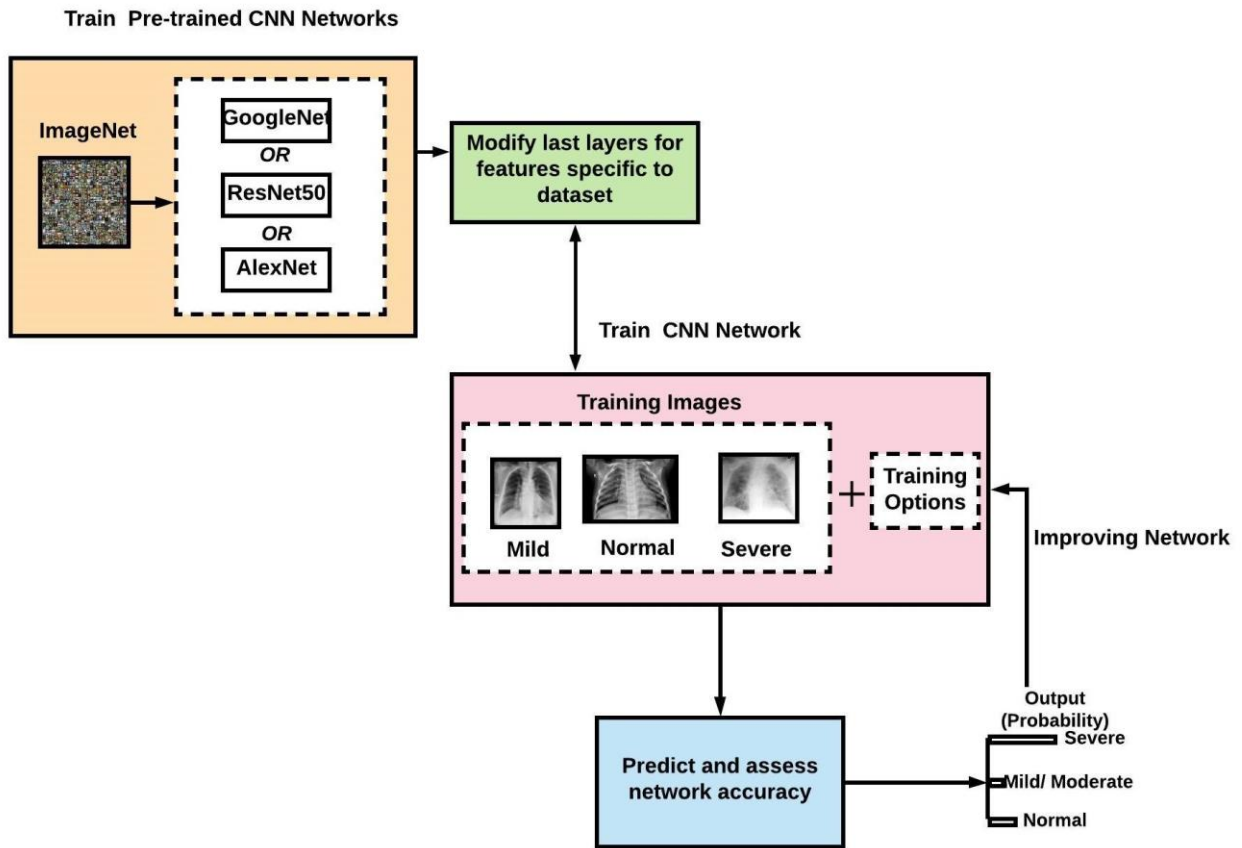 Train Pre-trained CNN Networks
ImageNet
GoogleNet
OR
ResNet50
OR
AlexNet
Modify last layers for
features specific to
dataset
Train CNN Network
Training Images
Mild
Normal
Severe
+
Training
Options
Improving Network
Predict and assess
network accuracy
Output
(Probability)
Severe
Mild/ Moderate
Normal